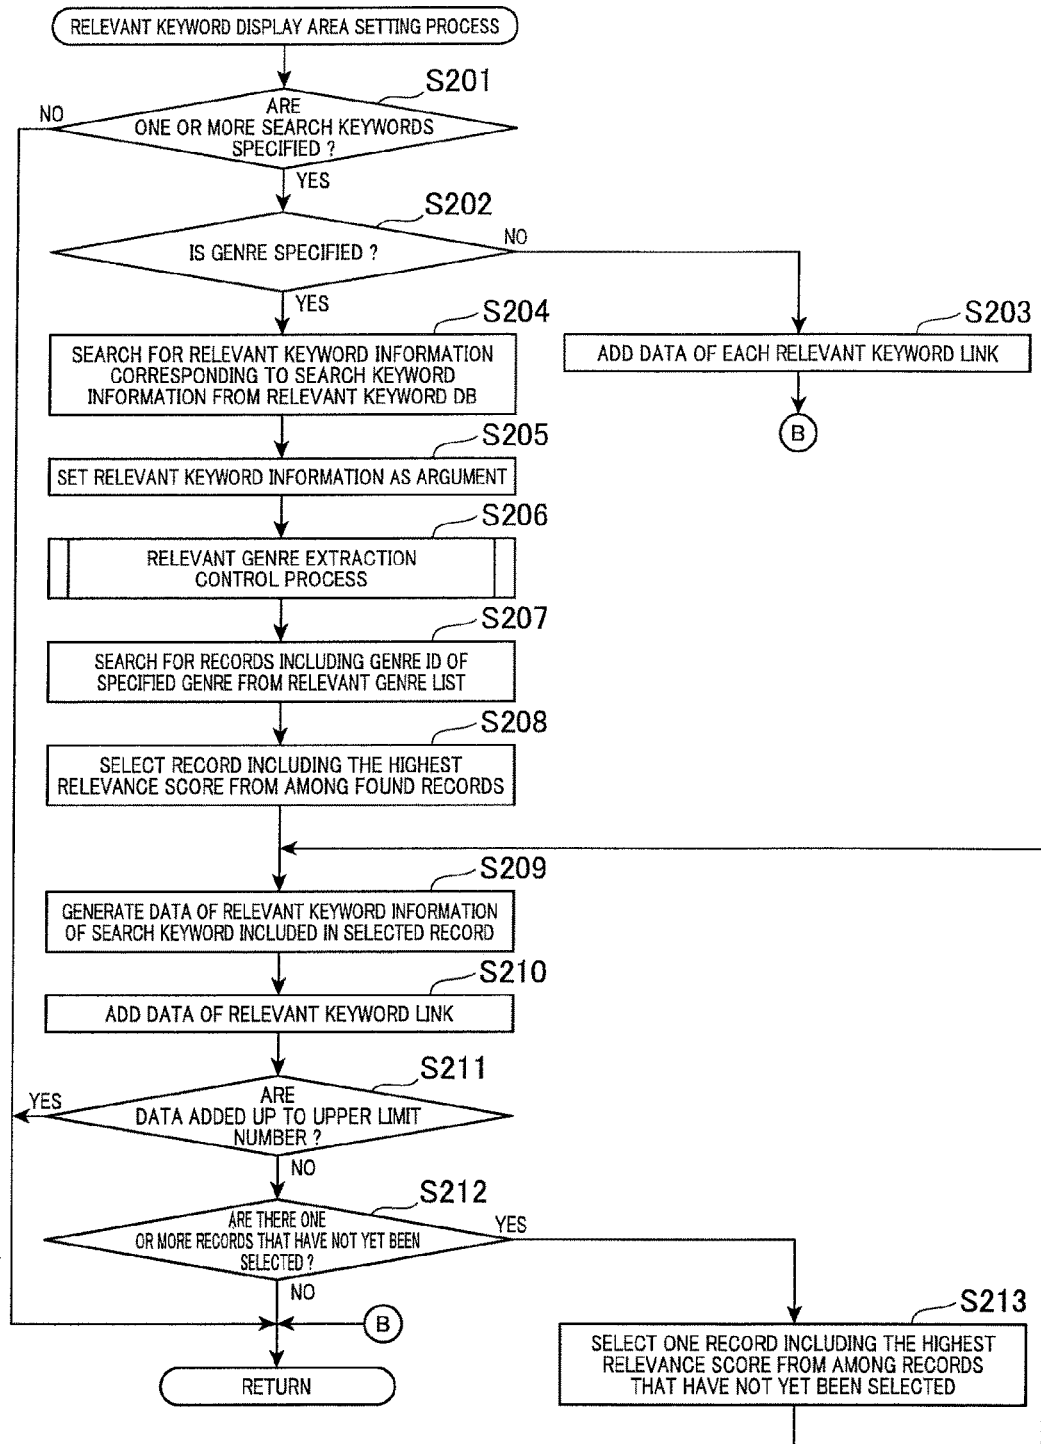 RELEVANT KEYWORD DISPLAY AREA SETTING PROCESS
S201
ARE
ONE OR MORE SEARCH KEYWORDS
SPECIFIED ?
NO
YES
S202
IS GENRE SPECIFIED ?
NO
YES
S203
ADD DATA OF EACH RELEVANT KEYWORD LINK
B
S204
SEARCH FOR RELEVANT KEYWORD INFORMATION
CORRESPONDING TO SEARCH KEYWORD
INFORMATION FROM RELEVANT KEYWORD DB
S205
SET RELEVANT KEYWORD INFORMATION AS ARGUMENT
S206
RELEVANT GENRE EXTRACTION
CONTROL PROCESS
S207
SEARCH FOR RECORDS INCLUDING GENRE ID OF
SPECIFIED GENRE FROM RELEVANT GENRE LIST
S208
SELECT RECORD INCLUDING THE HIGHEST
RELEVANCE SCORE FROM AMONG FOUND RECORDS
S209
GENERATE DATA OF RELEVANT KEYWORD INFORMATION
OF SEARCH KEYWORD INCLUDED IN SELECTED RECORD
S210
ADD DATA OF RELEVANT KEYWORD LINK
S211
ARE
DATA ADDED UP TO UPPER LIMIT
NUMBER ?
YES
NO
S212
ARE THERE ONE
OR MORE RECORDS THAT HAVE NOT YET BEEN
SELECTED ?
YES
NO
S213
SELECT ONE RECORD INCLUDING THE HIGHEST
RELEVANCE SCORE FROM AMONG RECORDS
THAT HAVE NOT YET BEEN SELECTED
B
RETURN